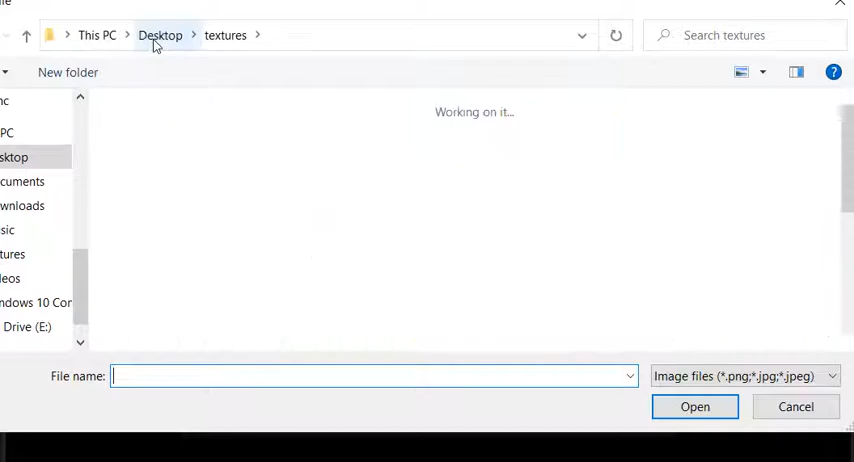 This PC > Desktop > textures >
Search textures
New folder
Working on it...
PC
sktop
cuments
wnloads
sic
tures
leos
ndows 10 Cor
Drive (E:)
File name:
Image files (*.png;*.jpg;*.jpeg)
Open
Cancel